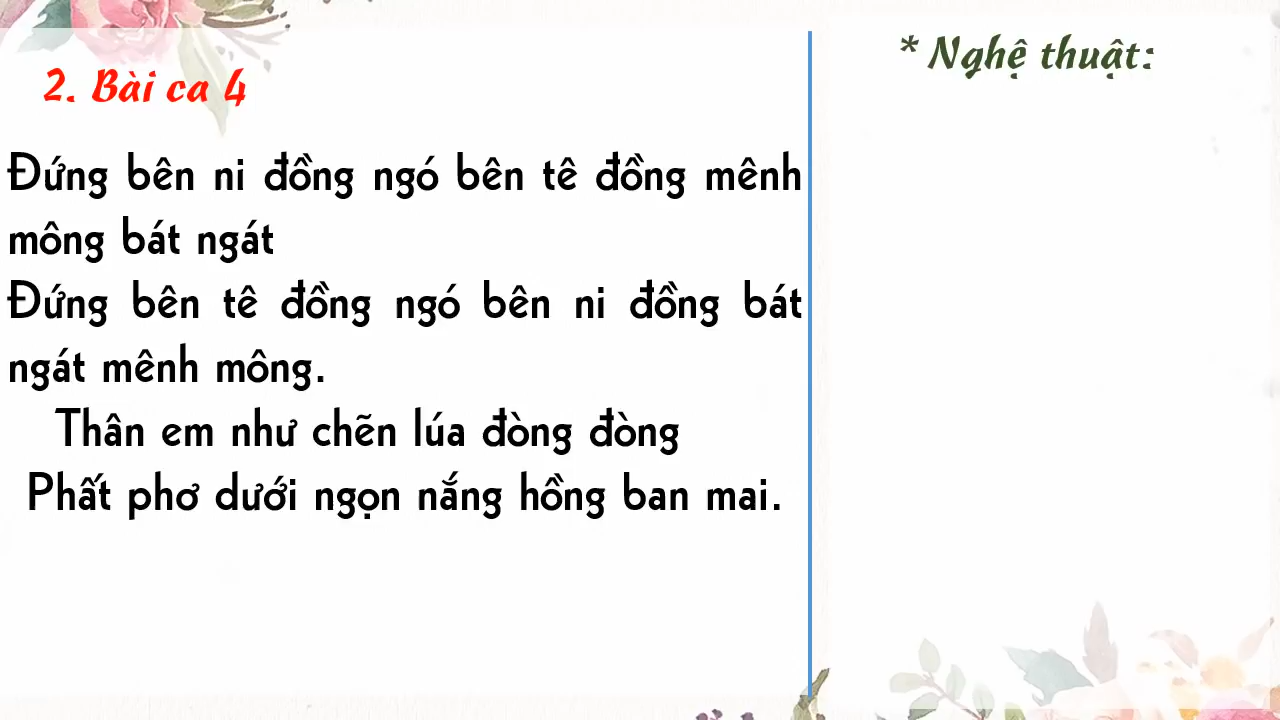 2. Bài ca 4
Đứng bên ni đồng ngó bên tê đồng mênh
mông bát ngát
Đứng bên tê đồng ngó bên ni đồng bát
ngát mênh mông.
Thân em như chẽn lúa đòng đòng
Phất phơ dưới ngọn nắng hồng ban mai.
* Nghệ thuật: